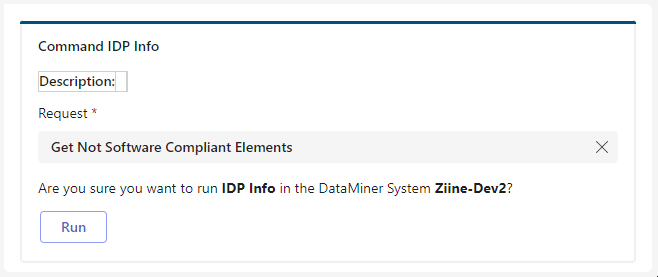 Command IDP Info
Description:
Request *
Get Not Software Compliant Elements
Are you sure you want to run IDP Info in the DataMiner System Ziine-Dev2?
Run